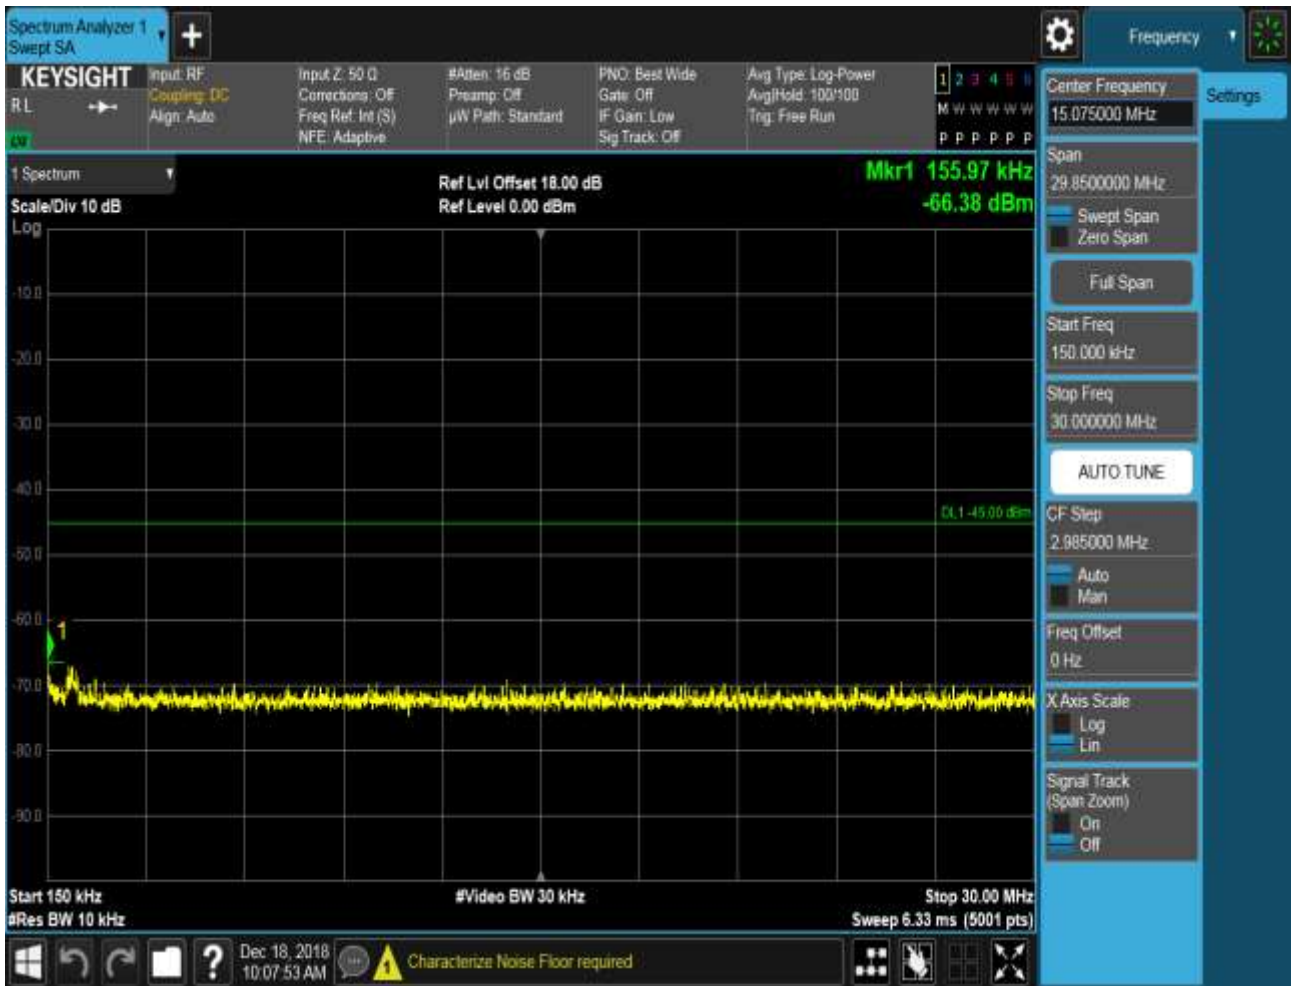 Spectrum Analyzer 1
Swept SA
Frequency
KEYSIGHT
R L
Input: RF
Coupling: DC
Align: Auto
Input Z: 50 Ω
Corrections: Off
Freq Ref: Int (S)
NFE: Adaptive
#Atten: 16 dB
Preamp: Off
µW Path: Standard
PNO: Best Wide
Gate: Off
IF Gain: Low
Sig Track: Off
Avg Type: Log-Power
Avg|Hold: 100/100
Trig: Free Run
1 2 3 4 5 6
M W W W W W
P P P P P P
1 Spectrum
Scale/Div 10 dB
Log
Ref Lvl Offset 18.00 dB
Ref Level 0.00 dBm
Mkr1 155.97 kHz
-66.38 dBm
-10.0
-20.0
-30.0
-40.0
DL1 -45.00 dBm
-50.0
-60.0
1
-70.0
-80.0
-90.0
Start 150 kHz
#Res BW 10 kHz
#Video BW 30 kHz
Stop 30.00 MHz
Sweep 6.33 ms (5001 pts)
Center Frequency
15.075000 MHz
Settings
Span
29.8500000 MHz
Swept Span
Zero Span
Full Span
Start Freq
150.000 kHz
Stop Freq
30.000000 MHz
AUTO TUNE
CF Step
2.985000 MHz
Auto
Man
Freq Offset
0 Hz
X Axis Scale
Log
Lin
Signal Track
(Span Zoom)
On
Off
?
Dec 18, 2018
10:07:53 AM
1
Characterize Noise Floor required